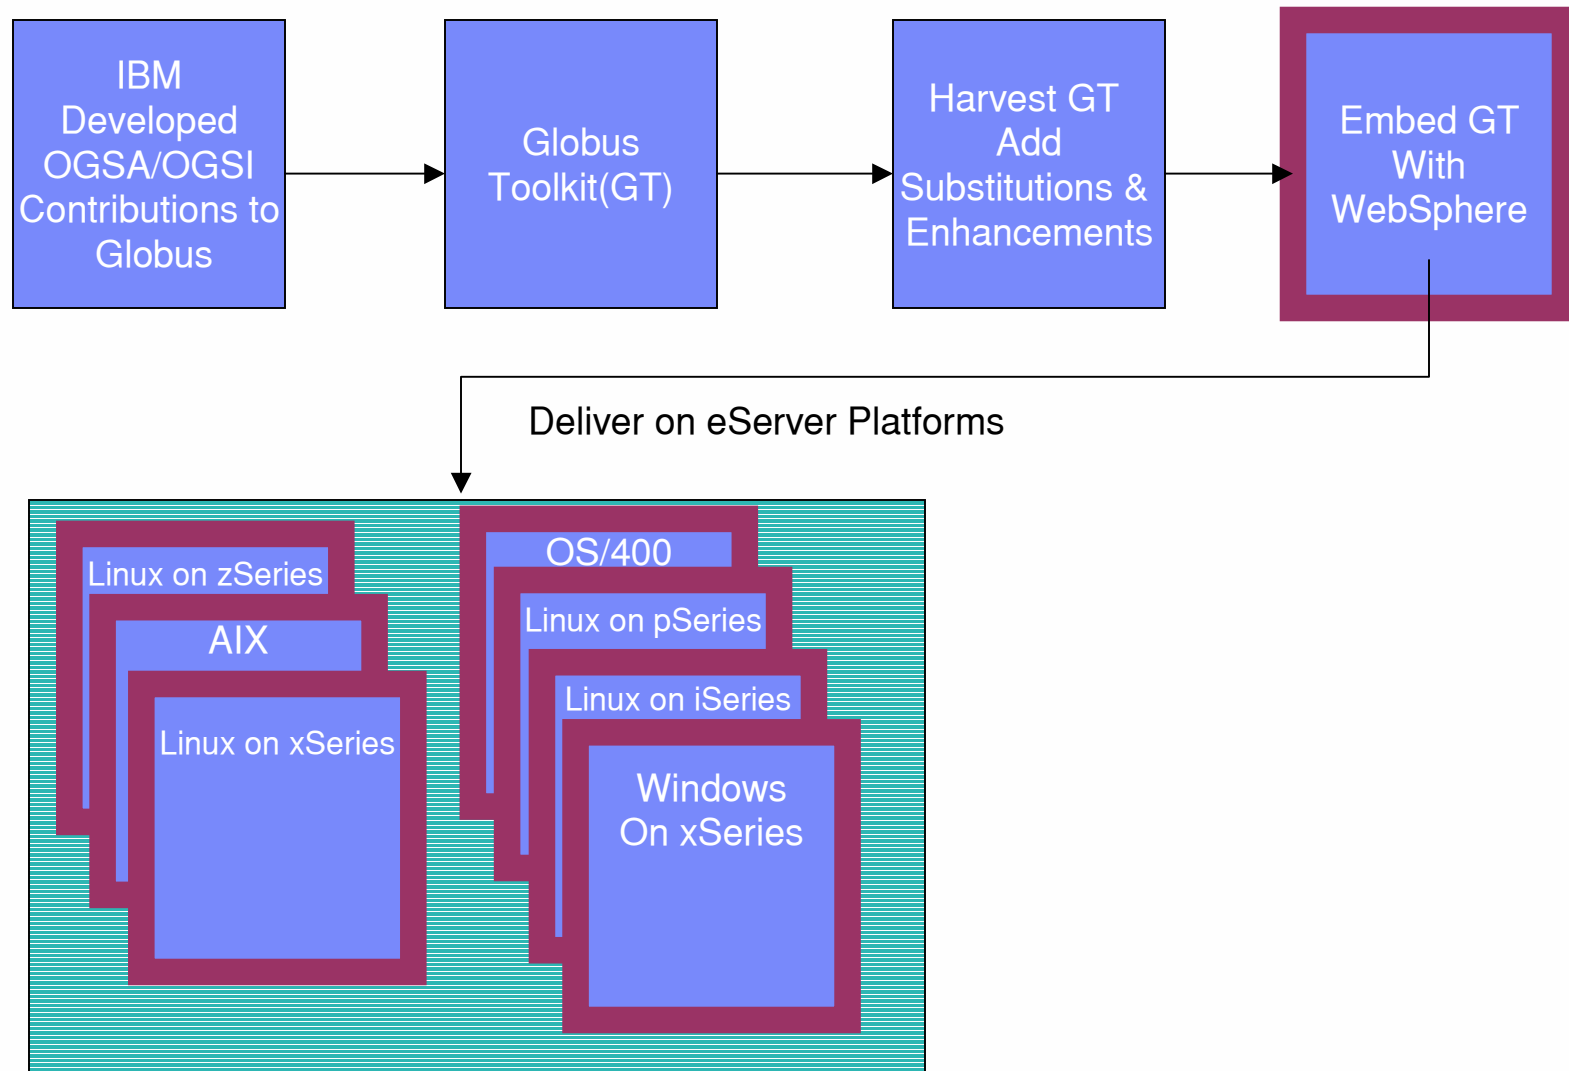 IBM
Developed
OGSA/OGSI
Contributions to
Globus
Globus
Toolkit(GT)
Harvest GT
Add
Substitutions &
Enhancements
Embed GT
With
WebSphere
Deliver on eServer Platforms
Linux on zSeries
AIX
Linux on xSeries
OS/400
Linux on pSeries
Linux on iSeries
Windows
On xSeries